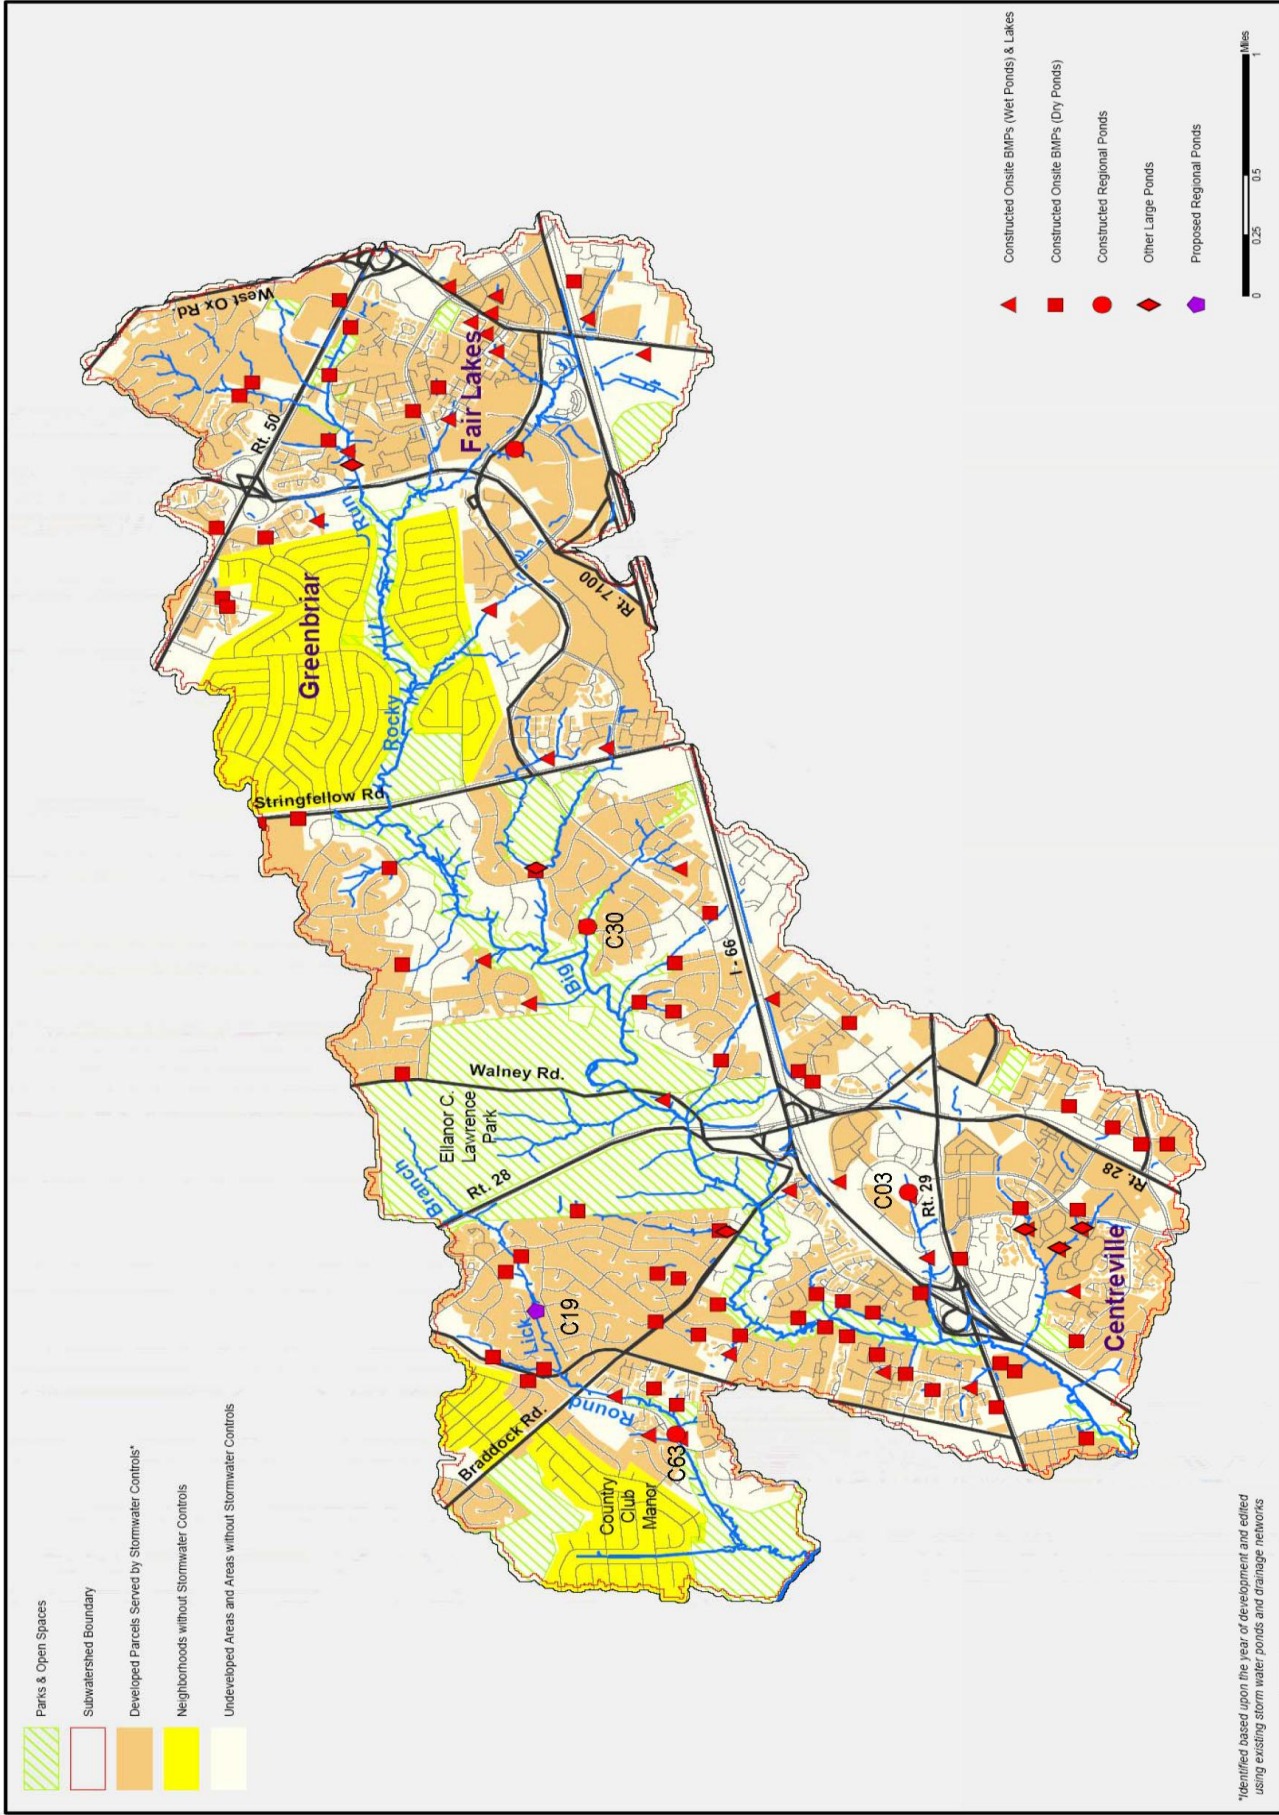 Parks & Open Spaces
Subwatershed Boundary
Developed Parcels Served by Stormwater Controls*
Neighborhoods without Stormwater Controls
Undeveloped Areas and Areas without Stormwater Controls
Constructed Onsite BMPs (Wet Ponds) & Lakes
Constructed Onsite BMPs (Dry Ponds)
Constructed Regional Ponds
Other Large Ponds
Proposed Regional Ponds
0
0.25
0.5
1
Miles
West Ox Rd
Rt. 50
Fair Lakes
Run
Greenbriar
Rt. 7100
Rocky
Stringfellow Rd.
C30
Big
I - 66
Walney Rd.
Ellanor C.
Lawrence
Park
Rt. 28
Branch
C03
Rt. 29
Rt. 28
Centreville
C19
Lick
Round
Braddock Rd.
C63
Country
Club
Manor
*Identified based upon the year of development and edited
using existing storm water ponds and drainage networks